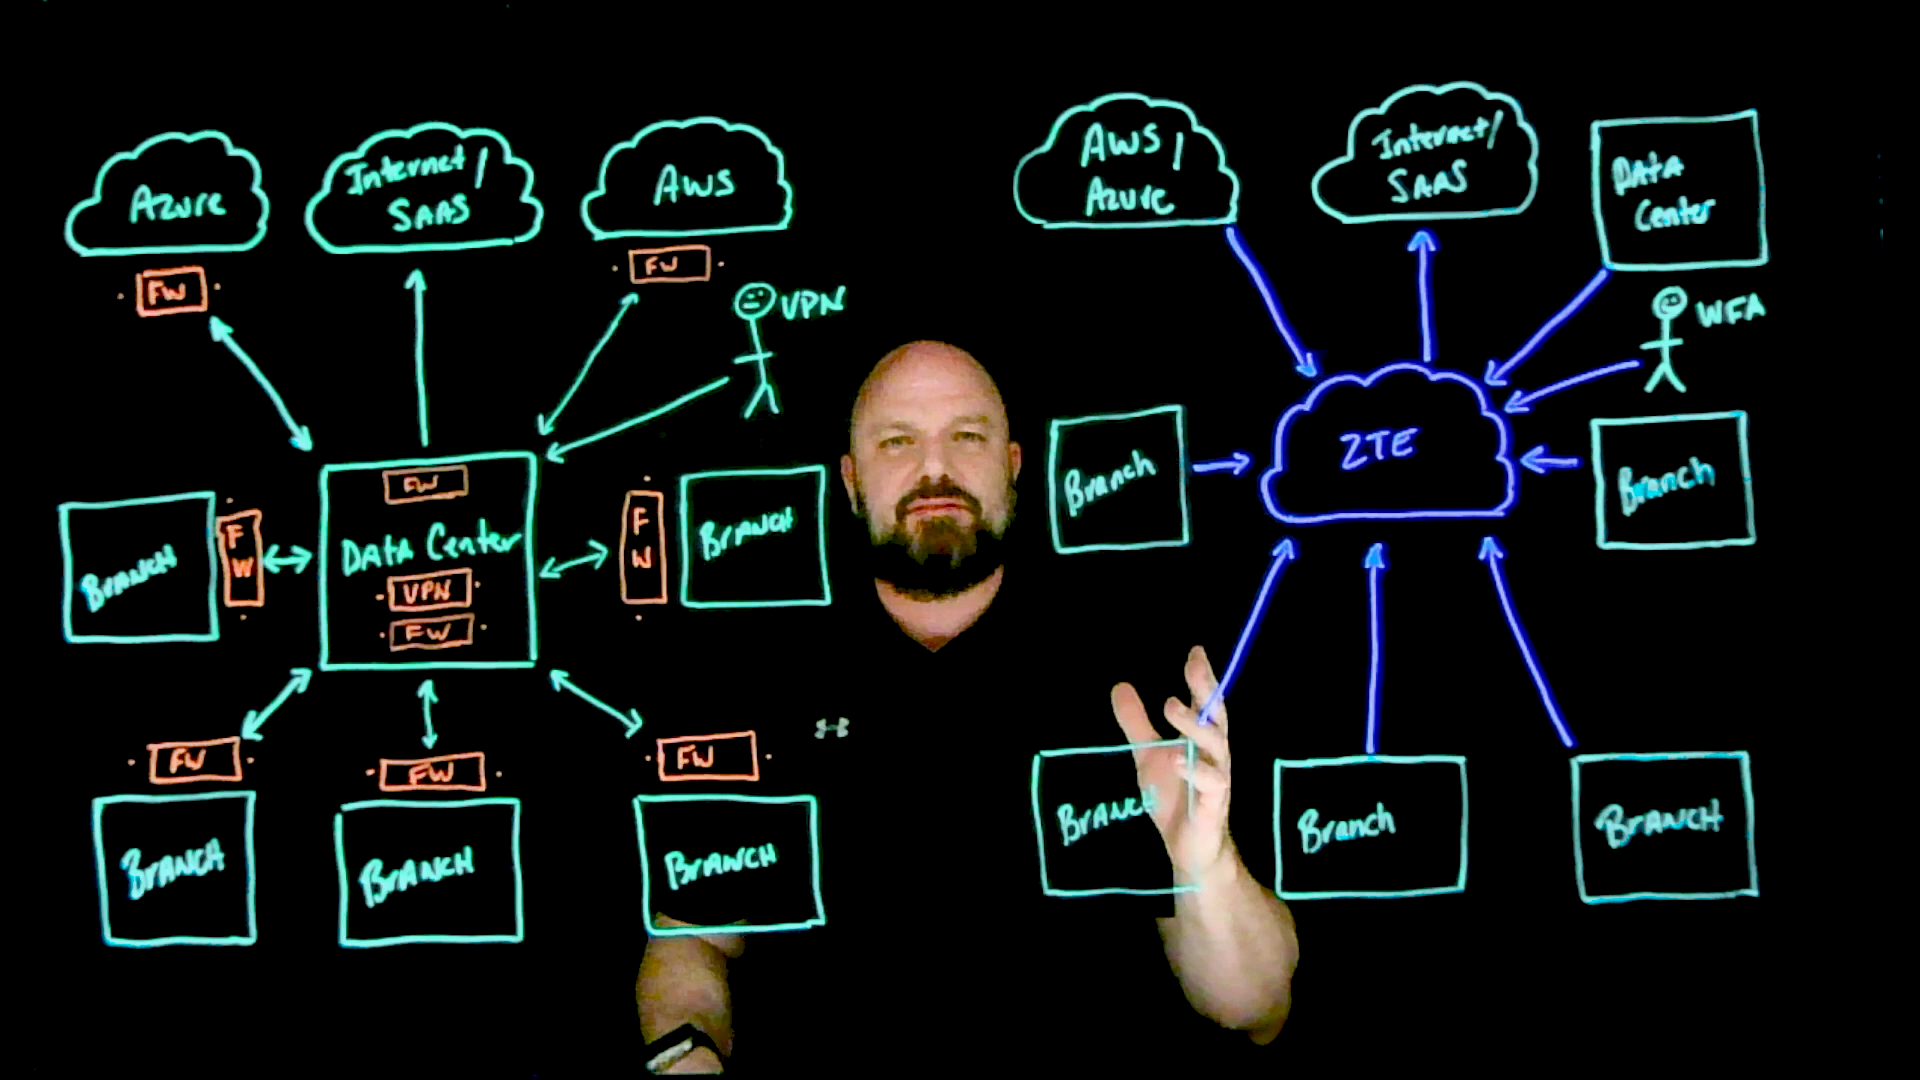 Azure
FW
Internet/
SAAS
AWS
FW
VPN
FW
DATA Center
VPN
FW
BRANCH
F
W
F
W
BRANCH
FW
BRANCH
FW
BRANCH
FW
BRANCH
AWS/
Azure
Internet/
SAAS
DATA
Center
WFA
ZTE
Branch
Branch
BRANCH
Branch
BRANCH